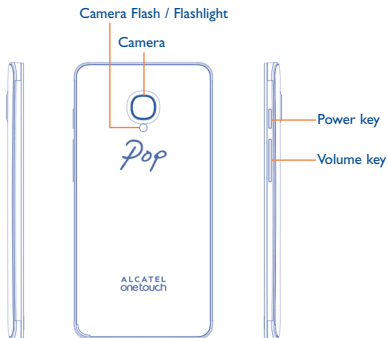 Camera Flash / Flashlight
Camera
Power key
Volume key
Pop
ALCATEL
onetouch